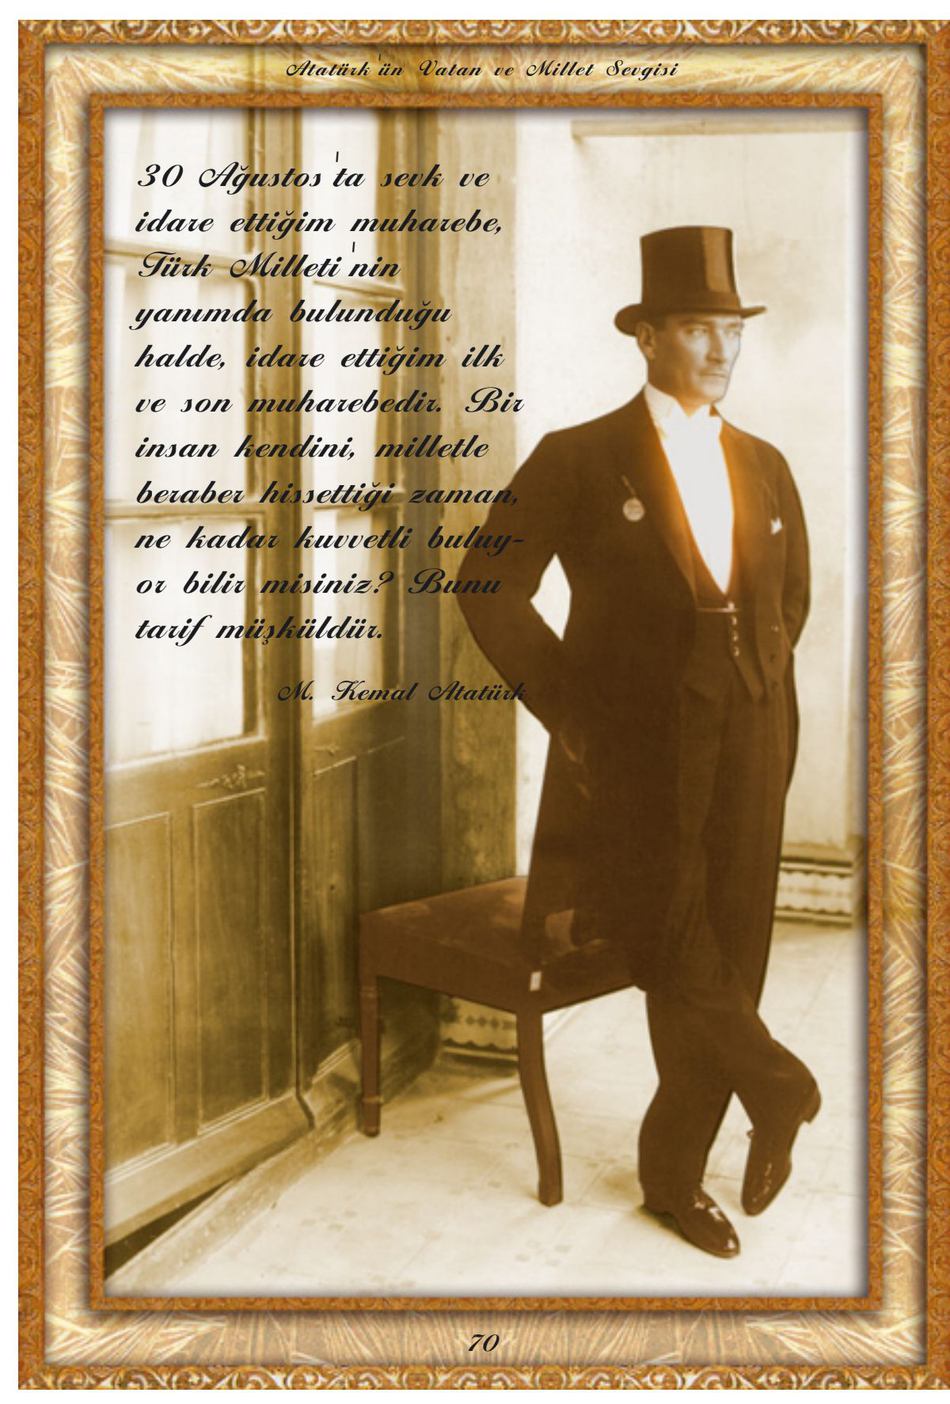 Atatürk'ün Vatan ve Millet Sevgisi
30 Ağustos'ta sevk ve
idare ettiğim muharebe,
Türk Milleti'nin
yanımda bulunduğu
halde, idare ettiğim ilk
ve son muharebedir. Bir
insan kendini, milletle
beraber hissettiği zaman,
ne kadar kuvvetli buluy-
or bilir misiniz? Bunu
tarif müşküldür.
M. Kemal Atatürk
70